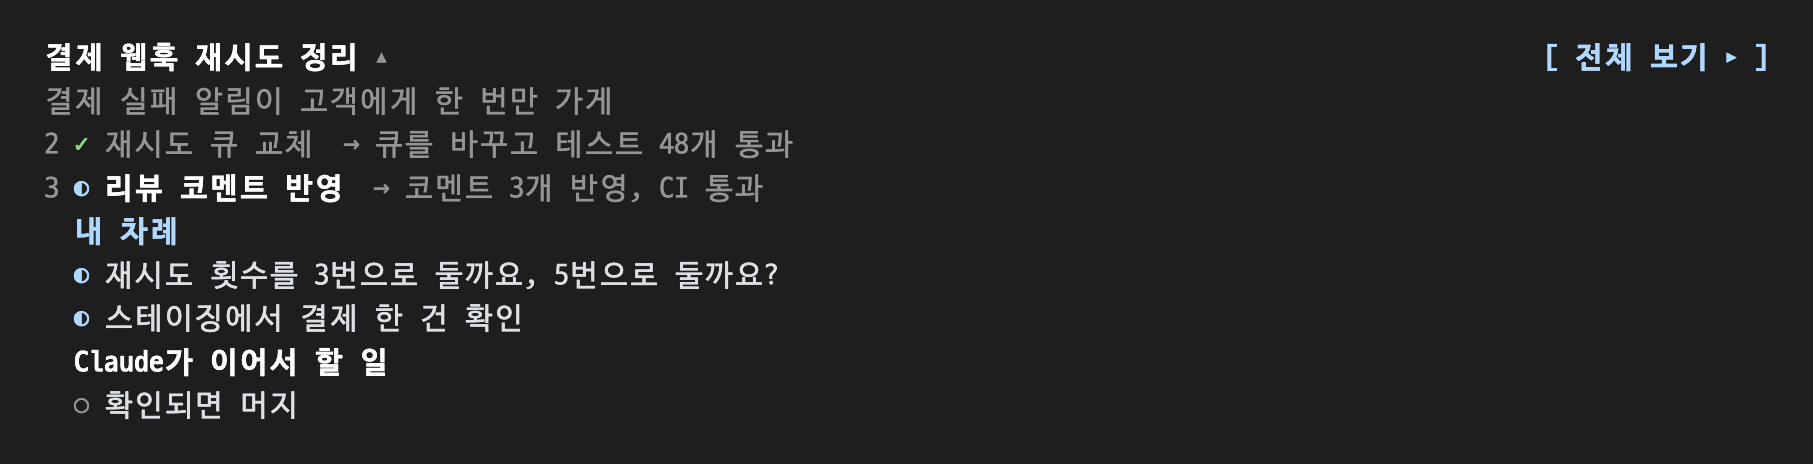 결제 웹훅 재시도 정리 ▴ [ 전체 보기 ▸ ]
결제 실패 알림이 고객에게 한 번만 가게
2 ✓ 재시도 큐 교체 → 큐를 바꾸고 테스트 48개 통과
3 ◐ 리뷰 코멘트 반영 → 코멘트 3개 반영, CI 통과
내 차례
◐ 재시도 횟수를 3번으로 둘까요, 5번으로 둘까요?
◐ 스테이징에서 결제 한 건 확인
Claude가 이어서 할 일
○ 확인되면 머지